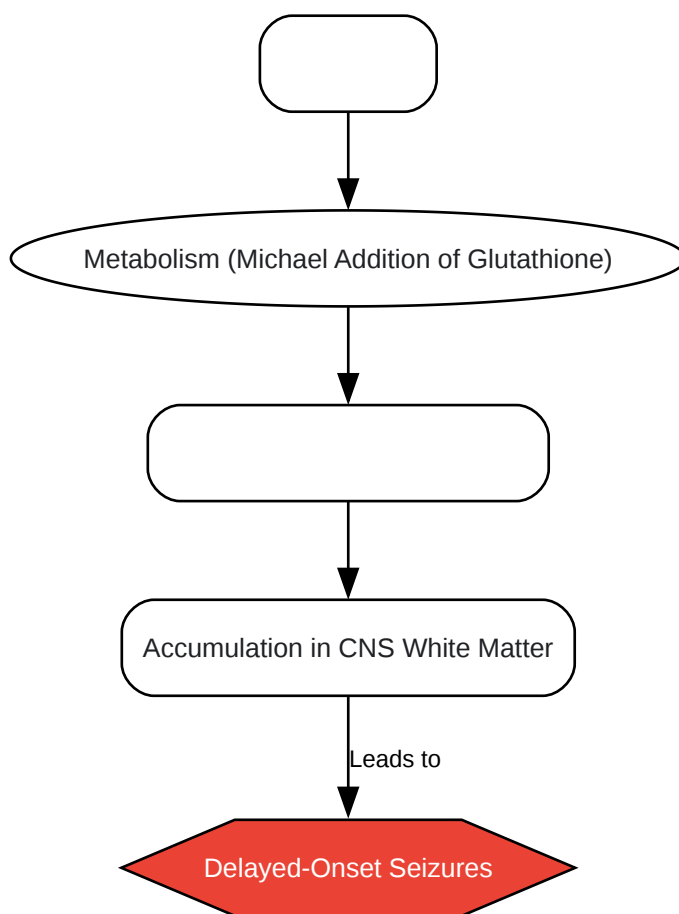 Metabolism (Michael Addition of Glutathione)
Accumulation in CNS White Matter
Leads to
Delayed-Onset Seizures